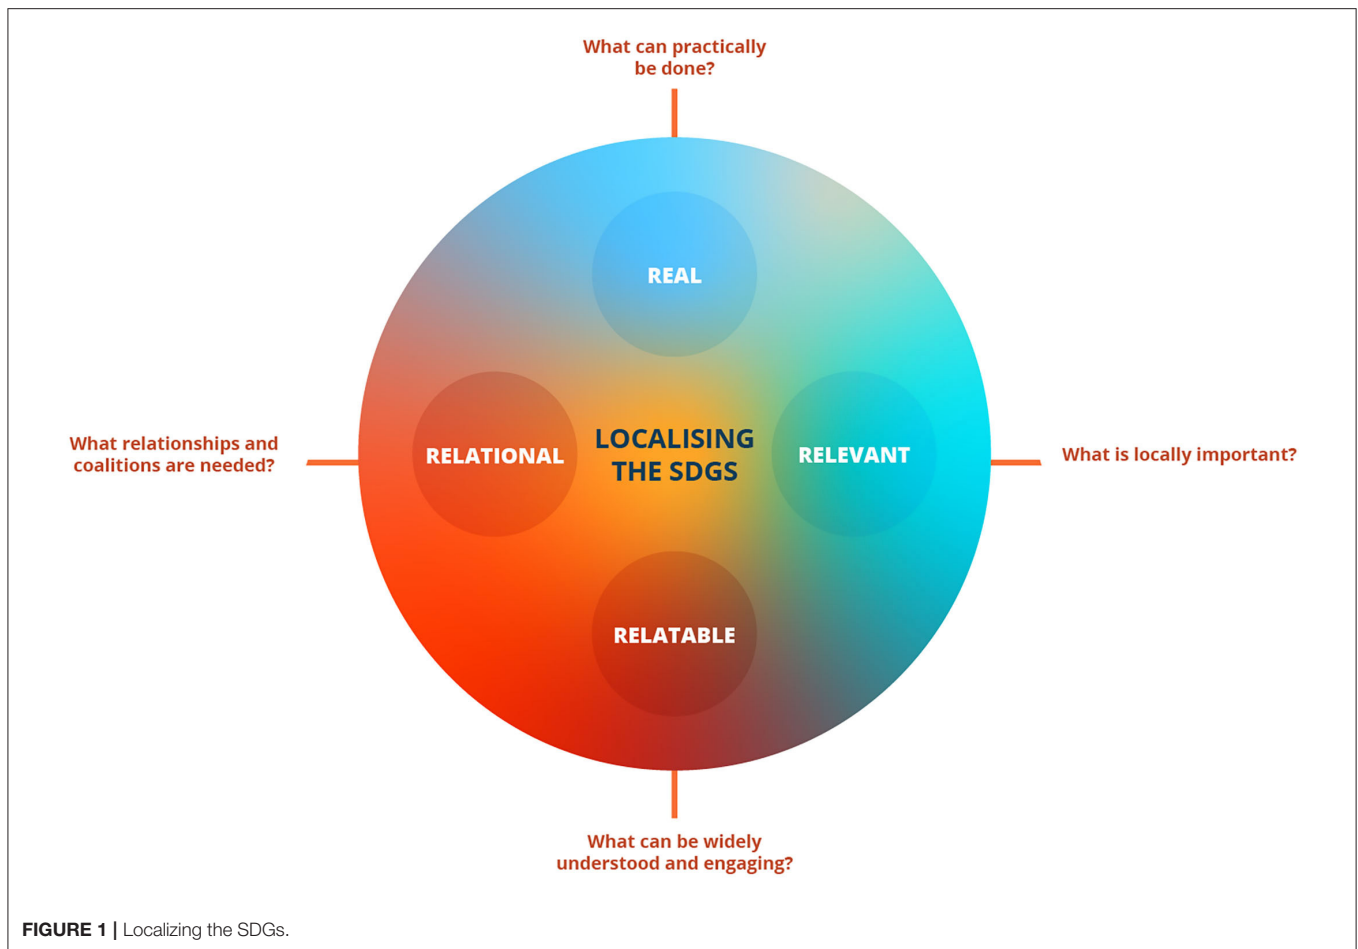 What can practically
be done?
REAL
What relationships and
coalitions are needed?
RELATIONAL
LOCALISING
THE SDGS
RELEVANT
What is locally important?
RELATABLE
What can be widely
understood and engaging?
FIGURE 1 | Localizing the SDGs.